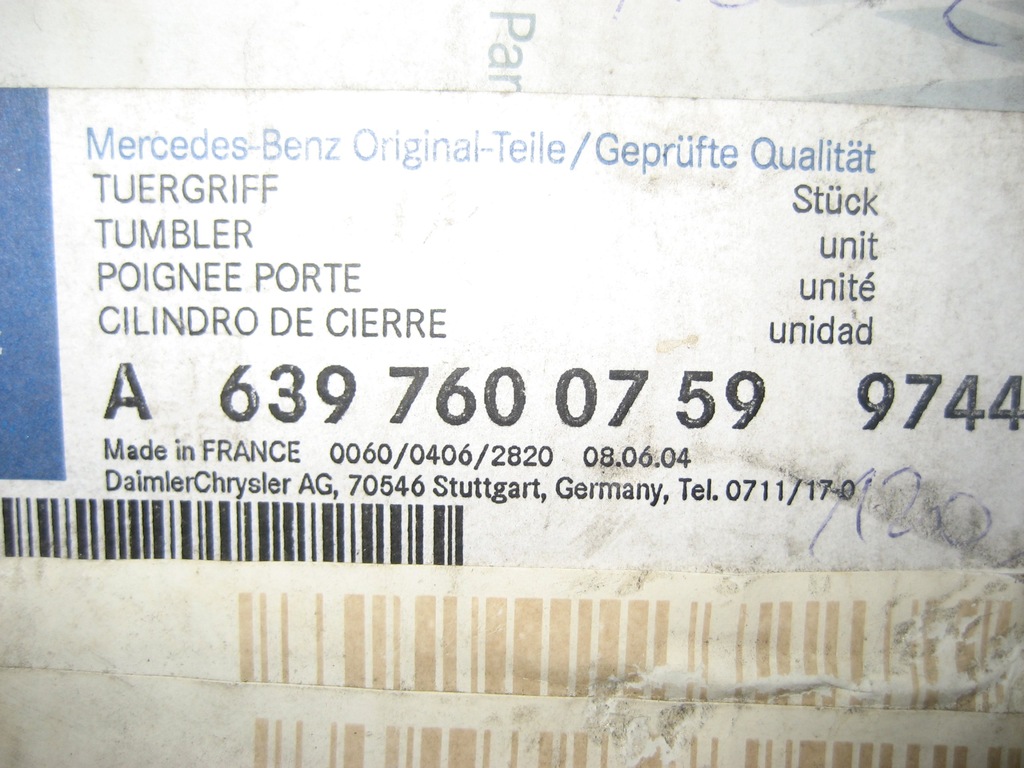 Par
Mercedes-Benz Original-Teile/Geprüfte Qualität
TUERGRIFF Stück
TUMBLER unit
POIGNEE PORTE unité
CILINDRO DE CIERRE unidad
A 639 760 07 59 9744
Made in FRANCE 0060/0406/2820 08.06.04
DaimlerChrysler AG, 70546 Stuttgart, Germany, Tel. 0711/17-0